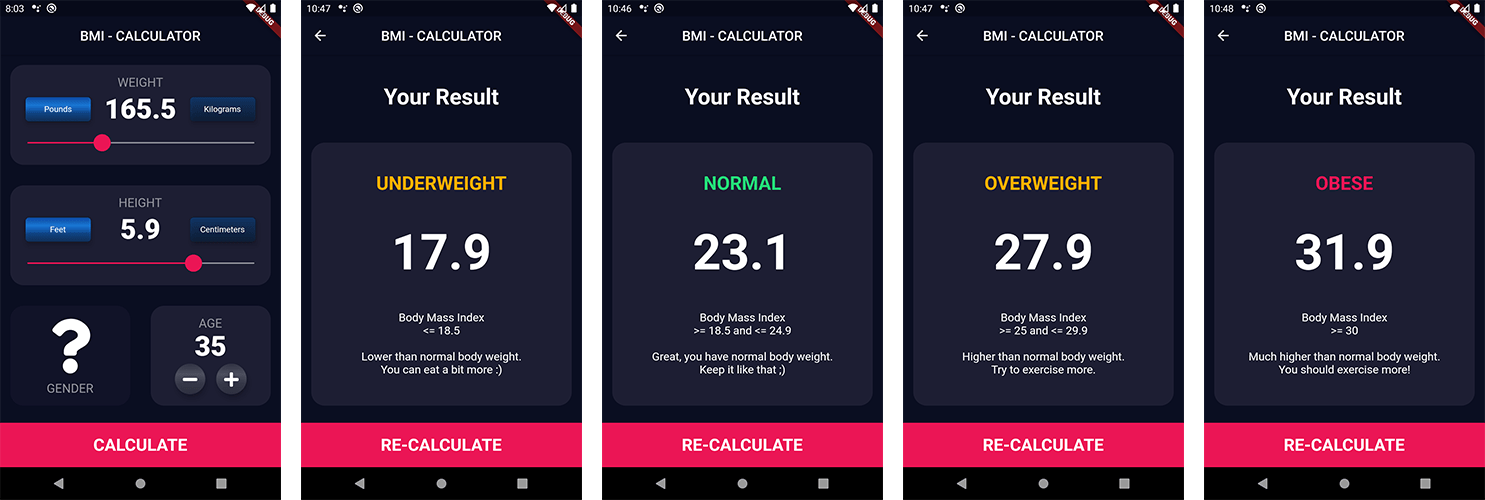 8:03
DEBUG
BMI - CALCULATOR
WEIGHT
Pounds
165.5
Kilograms
HEIGHT
Feet
5.9
Centimeters
?
GENDER
AGE
35
CALCULATE
10:47
DEBUG
BMI - CALCULATOR
Your Result
UNDERWEIGHT
17.9
Body Mass Index
<= 18.5
Lower than normal body weight.
You can eat a bit more :)
RE-CALCULATE
10:46
DEBUG
BMI - CALCULATOR
Your Result
NORMAL
23.1
Body Mass Index
>= 18.5 and <= 24.9
Great, you have normal body weight.
Keep it like that ;)
RE-CALCULATE
10:47
DEBUG
BMI - CALCULATOR
Your Result
OVERWEIGHT
27.9
Body Mass Index
>= 25 and <= 29.9
Higher than normal body weight.
Try to exercise more.
RE-CALCULATE
10:48
DEBUG
BMI - CALCULATOR
Your Result
OBESE
31.9
Body Mass Index
>= 30
Much higher than normal body weight.
You should exercise more!
RE-CALCULATE